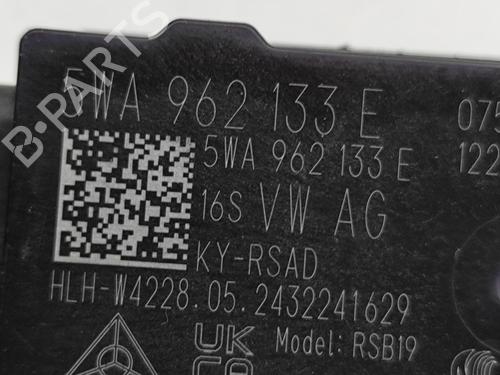 B-PARTS
5WA 962 133 E 075
5WA 962 133 E 122
16S VW AG
KY-RSAD
HLH-W4228.05.2432241629
UK
CA Model: RSB19